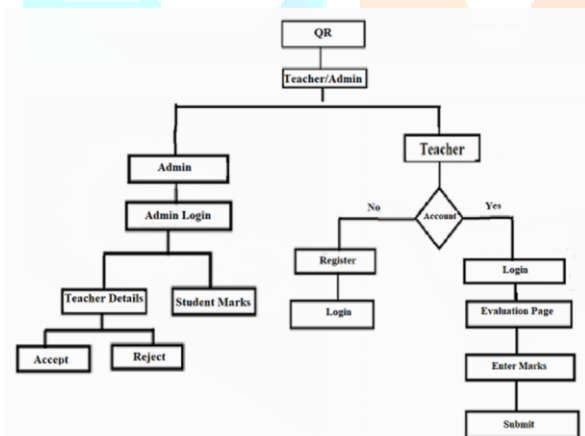 QR
Teacher/Admin
Admin
Teacher
Admin Login
No
Account
Yes
Register
Login
Teacher Details
Student Marks
Login
Evaluation Page
Accept
Reject
Enter Marks
Submit